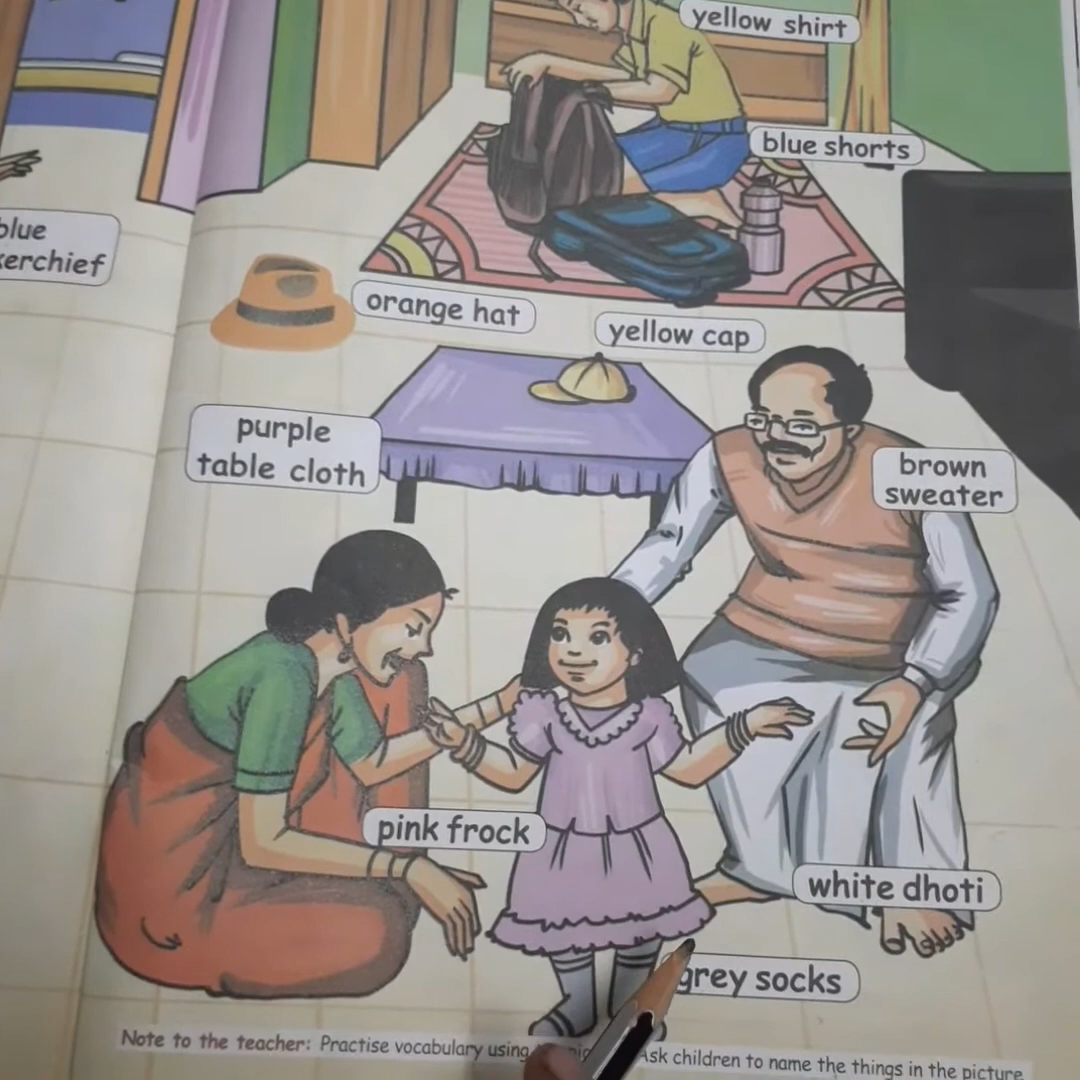 yellow shirt
blue shorts
blue
orange hat
yellow cap
purple
table cloth
brown
sweater
pink frock
white dhoti
grey socks
Note to the teacher: Practise vocabulary using Ask children to name the things in the picture